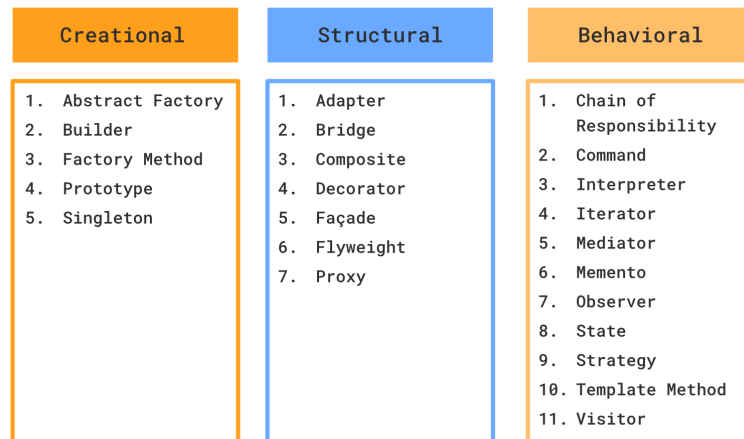 Creational
1. Abstract Factory
2. Builder
3. Factory Method
4. Prototype
5. Singleton
Structural
1. Adapter
2. Bridge
3. Composite
4. Decorator
5. Façade
6. Flyweight
7. Proxy
Behavioral
1. Chain of
Responsibility
2. Command
3. Interpreter
4. Iterator
5. Mediator
6. Memento
7. Observer
8. State
9. Strategy
10. Template Method
11. Visitor